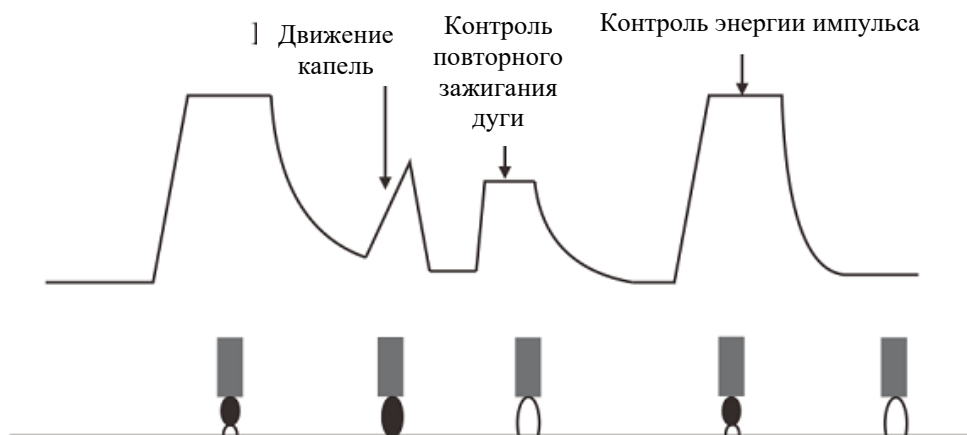 ] Движение
капель
Контроль
повторного
зажигания
дуги
Контроль энергии импульса